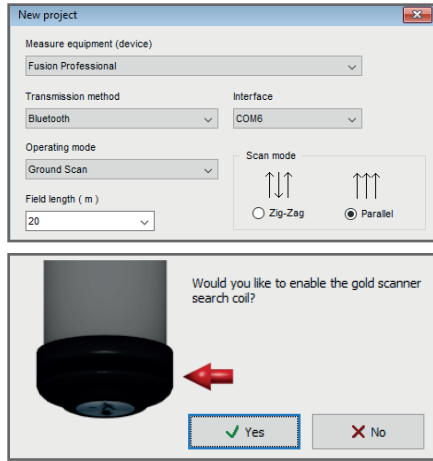 New project
Measure equipment (device)
Fusion Professional
Transmission method
Interface
Bluetooth
COM6
Operating mode
Scan mode
Ground Scan
Field length ( m )
Zig-Zag
Parallel
20
Would you like to enable the gold scanner
search coil?
Yes
No